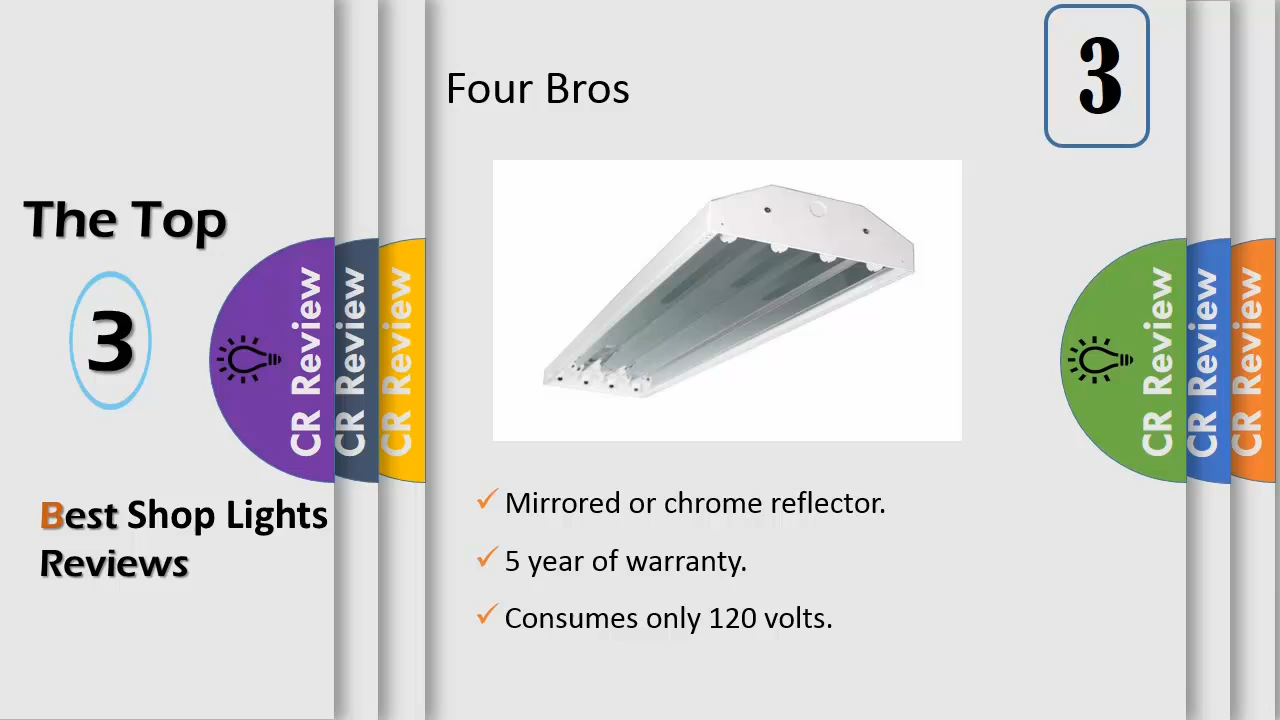 Four Bros
3
The Top
3
Best Shop Lights
Reviews
CR Review
CR Review
CR Review
CR Review
CR Review
CR Review
Mirrored or chrome reflector.
5 year of warranty.
Consumes only 120 volts.